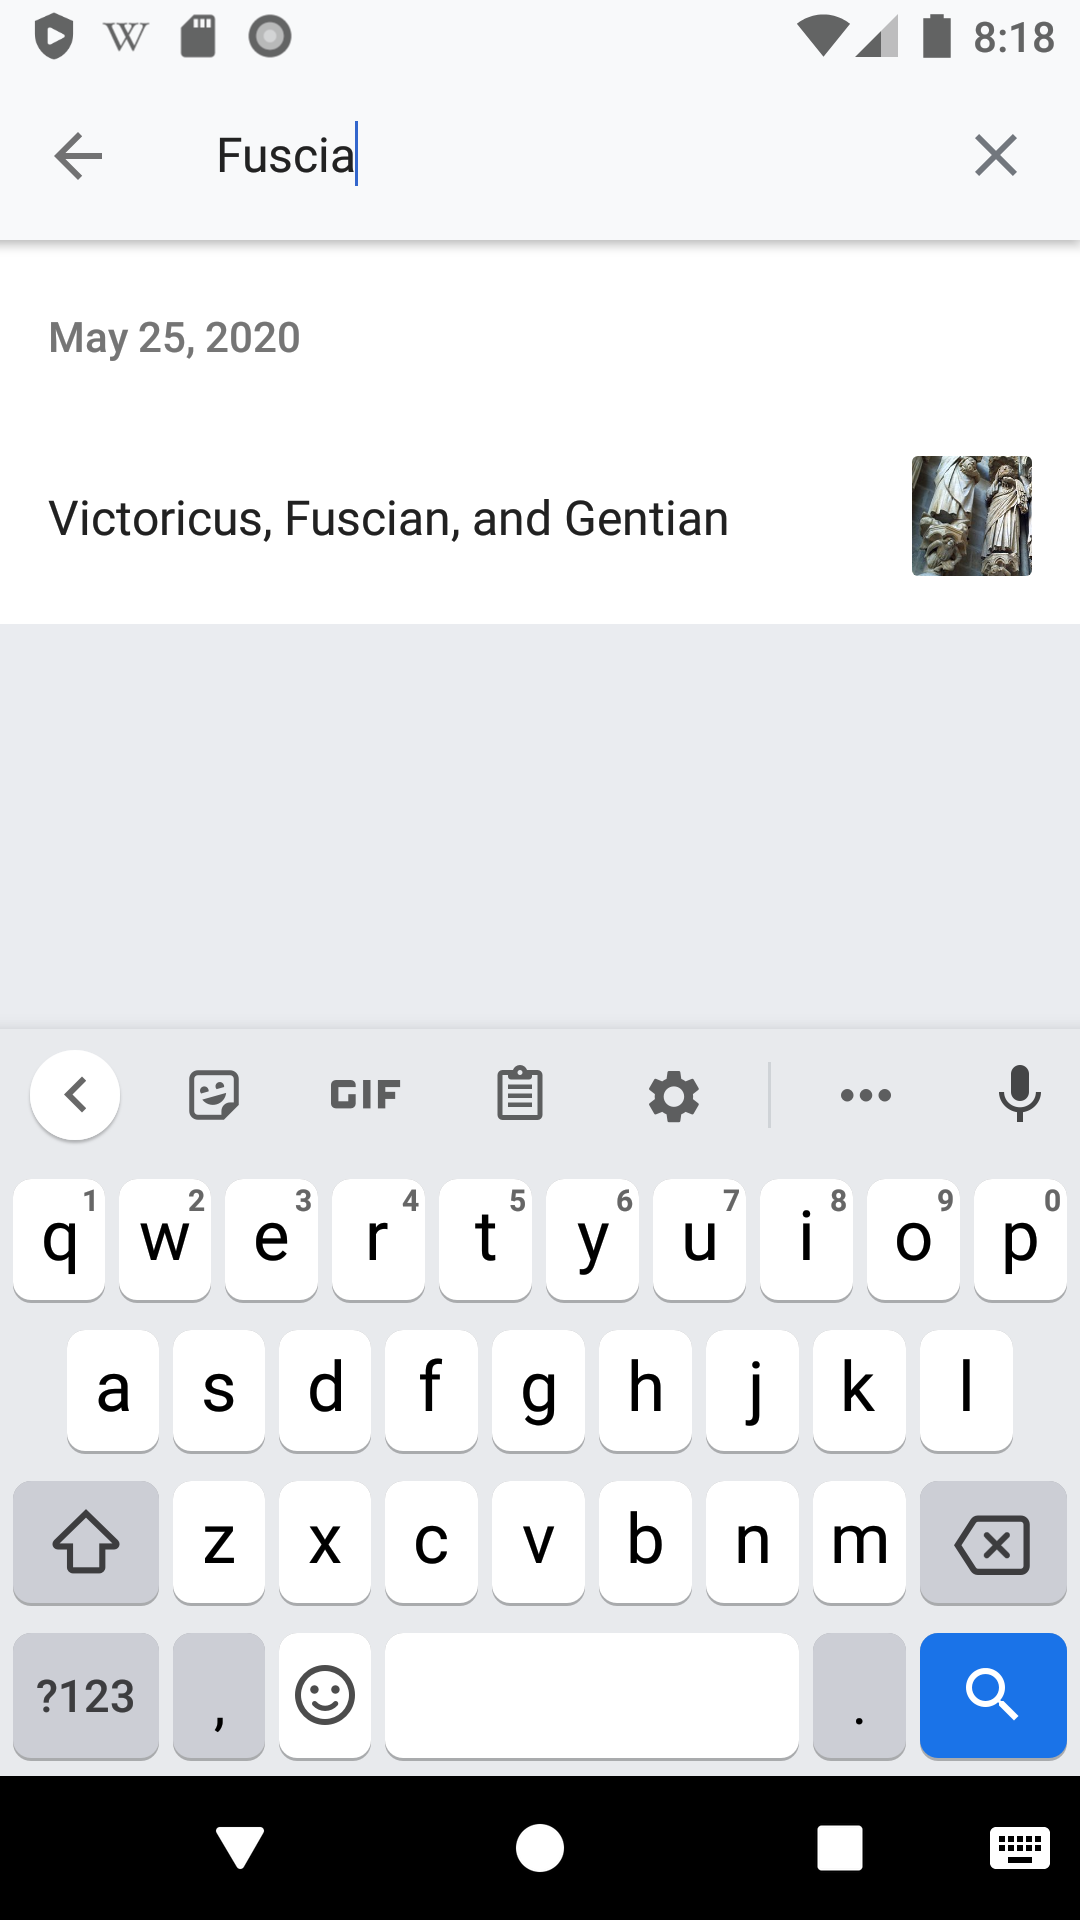 W 8:18
Fuscia
May 25, 2020
Victoricus, Fuscian, and Gentian
GIF
1 2 3 4 5 6 7 8 9 0
q w e r t y u i o p
a s d f g h j k l
z x c v b n m
?123 , .